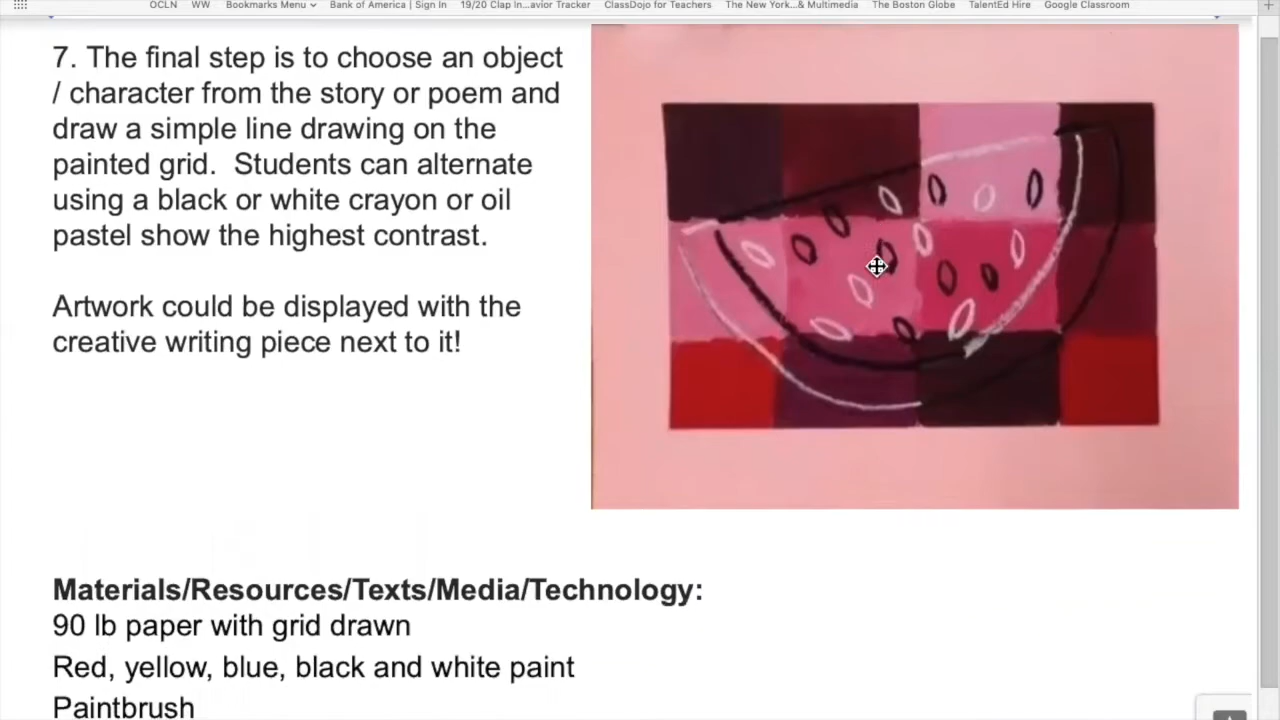 OCLN WW Bookmarks Menu Bank of America | Sign In 19/20 Clap In...avior Tracker ClassDojo for Teachers The New York...& Multimedia The Boston Globe TalentEd Hire Google Classroom
7. The final step is to choose an object
/ character from the story or poem and
draw a simple line drawing on the
painted grid. Students can alternate
using a black or white crayon or oil
pastel show the highest contrast.
Artwork could be displayed with the
creative writing piece next to it!
Materials/Resources/Texts/Media/Technology:
90 lb paper with grid drawn
Red, yellow, blue, black and white paint
Paintbrush